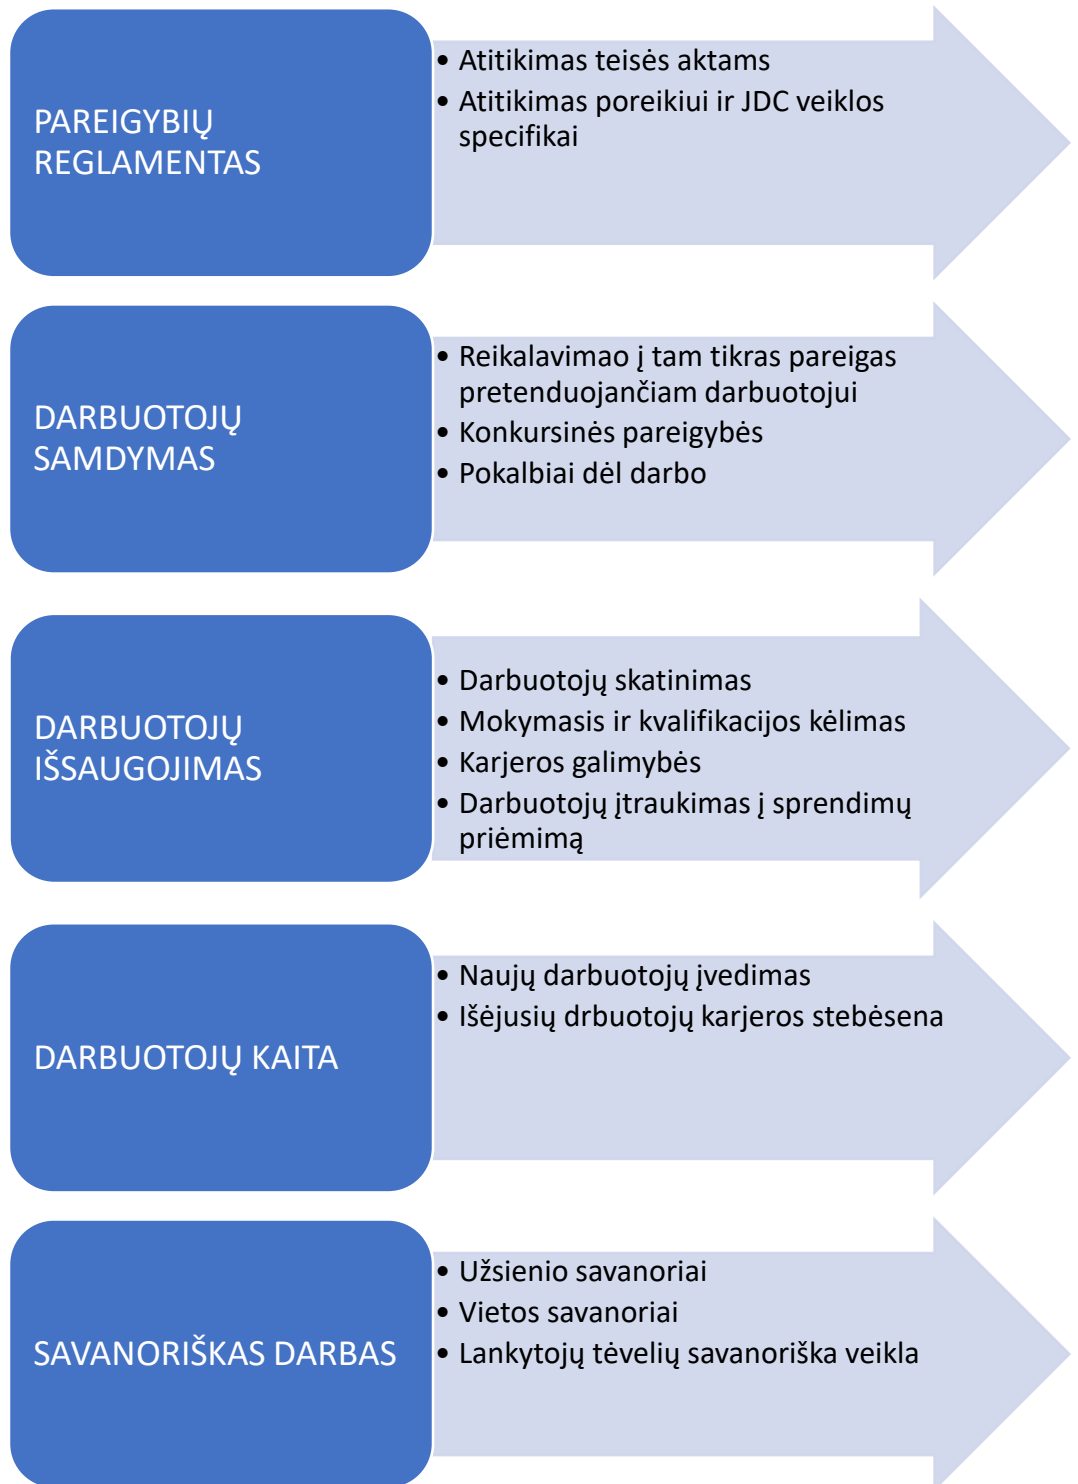 PAREIGYBIŲ
REGLAMENTAS
• Atitikimas teisės aktams
• Atitikimas poreikiui ir JDC veiklos
specifikai
DARBUOTOJŲ
SAMDYMAS
• Reikalavimao į tam tikras pareigas
pretenduojančiam darbuotojui
• Konkursinės pareigybės
• Pokalbiai dėl darbo
DARBUOTOJŲ
IŠSAUGOJIMAS
• Darbuotojų skatinimas
• Mokymasis ir kvalifikacijos kėlimas
• Karjeros galimybės
• Darbuotojų įtraukimas į sprendimų
priėmimą
DARBUOTOJŲ KAITA
• Naujų darbuotojų įvedimas
• Išėjusių drbuotojų karjeros stebėsena
SAVANORIŠKAS DARBAS
• Užsienio savanoriai
• Vietos savanoriai
• Lankytojų tėvelių savanoriška veikla